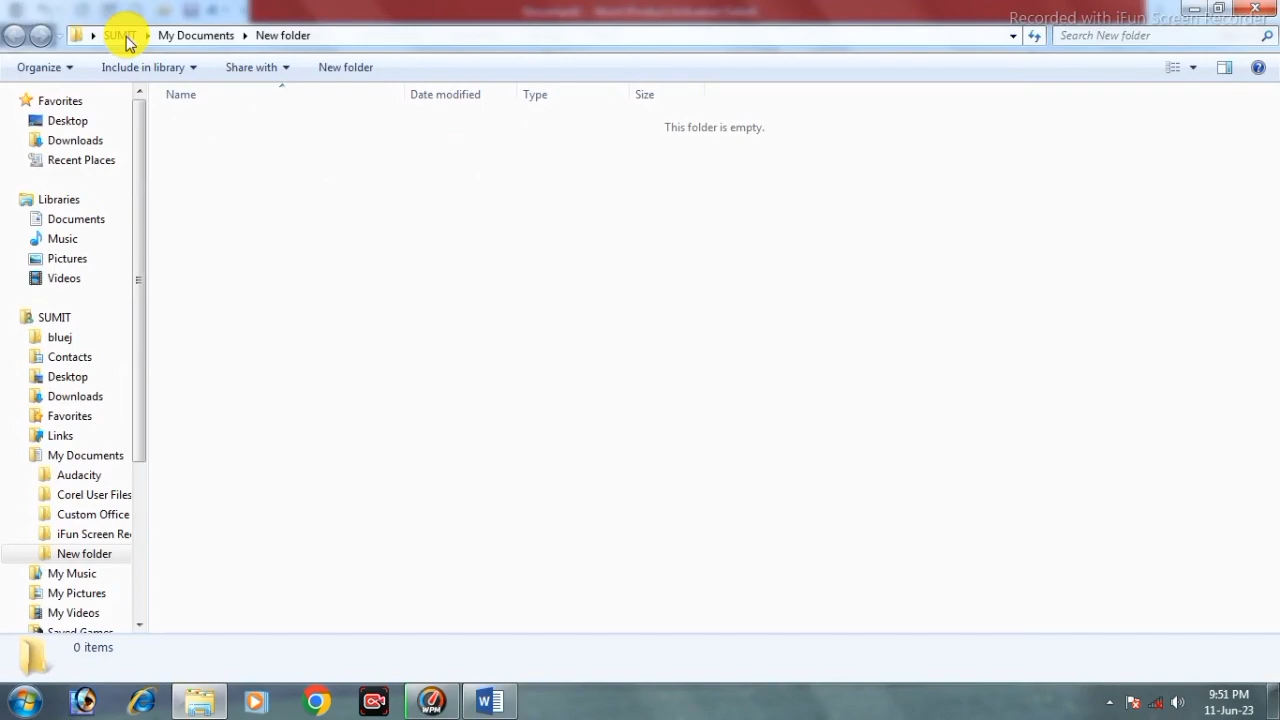 Recorded with iFun Screen Recorder
SUMIT My Documents New folder
Search New folder
Organize Include in library Share with New folder
Name Date modified Type Size
This folder is empty.
Favorites
Desktop
Downloads
Recent Places
Libraries
Documents
Music
Pictures
Videos
SUMIT
bluej
Contacts
Desktop
Downloads
Favorites
Links
My Documents
Audacity
Corel User Files
Custom Office
iFun Screen Re
New folder
My Music
My Pictures
My Videos
Saved Games
0 items
WPM
9:51 PM
11-Jun-23